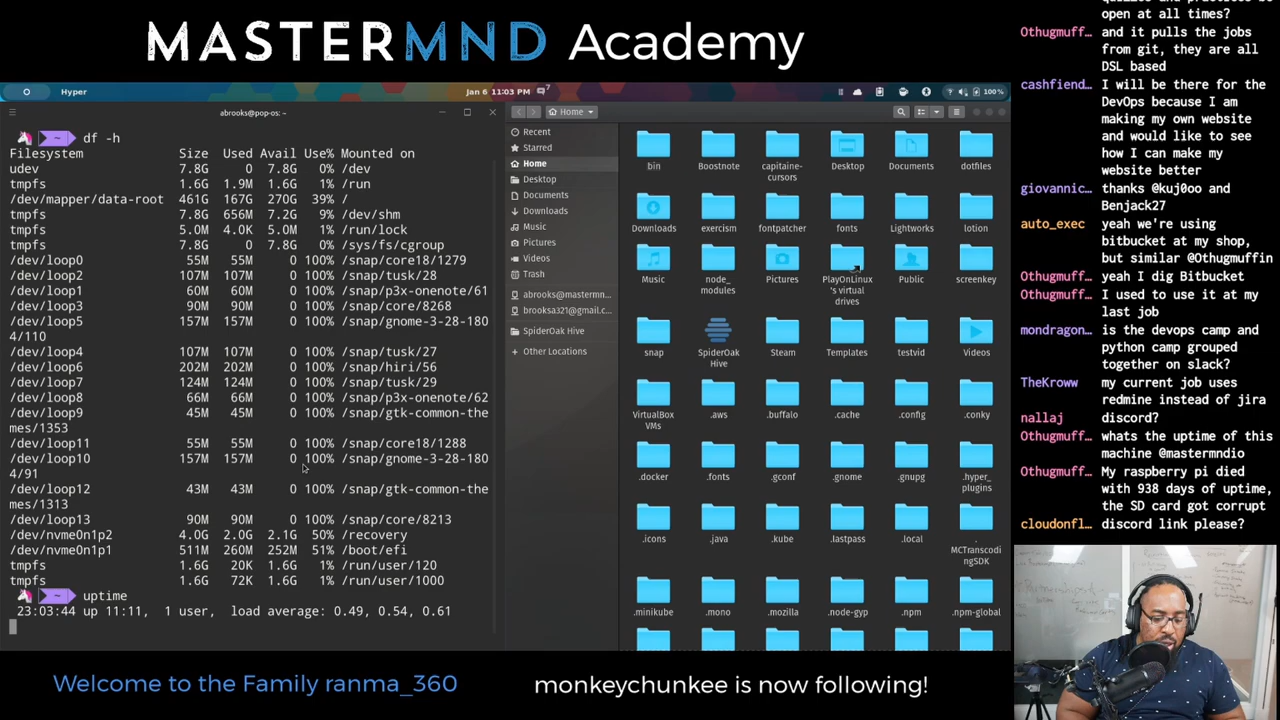 MASTERMND Academy
Hyper
Jan 6 11:03 PM
7
100%
abrooks@pop-os: ~
~ df -h
Filesystem Size Used Avail Use% Mounted on
udev 7.8G 0 7.8G 0% /dev
tmpfs 1.6G 1.9M 1.6G 1% /run
/dev/mapper/data-root 461G 167G 270G 39% /
tmpfs 7.8G 656M 7.2G 9% /dev/shm
tmpfs 5.0M 4.0K 5.0M 1% /run/lock
tmpfs 7.8G 0 7.8G 0% /sys/fs/cgroup
/dev/loop0 55M 55M 0 100% /snap/core18/1279
/dev/loop2 107M 107M 0 100% /snap/tusk/28
/dev/loop1 60M 60M 0 100% /snap/p3x-onenote/61
/dev/loop3 90M 90M 0 100% /snap/core/8268
/dev/loop5 157M 157M 0 100% /snap/gnome-3-28-180
4/110
/dev/loop4 107M 107M 0 100% /snap/tusk/27
/dev/loop6 202M 202M 0 100% /snap/hiri/56
/dev/loop7 124M 124M 0 100% /snap/tusk/29
/dev/loop8 66M 66M 0 100% /snap/p3x-onenote/62
/dev/loop9 45M 45M 0 100% /snap/gtk-common-the
mes/1353
/dev/loop11 55M 55M 0 100% /snap/core18/1288
/dev/loop10 157M 157M 0 100% /snap/gnome-3-28-180
4/91
/dev/loop12 43M 43M 0 100% /snap/gtk-common-the
mes/1313
/dev/loop13 90M 90M 0 100% /snap/core/8213
/dev/nvme0n1p2 4.0G 2.0G 2.1G 50% /recovery
/dev/nvme0n1p1 511M 260M 252M 51% /boot/efi
tmpfs 1.6G 20K 1.6G 1% /run/user/120
tmpfs 1.6G 72K 1.6G 1% /run/user/1000
~ uptime
23:03:44 up 11:11, 1 user, load average: 0.49, 0.54, 0.61
Home
Recent
Starred
Home
Desktop
Documents
Downloads
Music
Pictures
Videos
Trash
abrooks@mastermn...
brooksa321@gmail.c...
SpiderOak Hive
Other Locations
bin
Boostnote
capitaine-
cursors
Desktop
Documents
dotfiles
Downloads
exercism
fontpatcher
fonts
Lightworks
lotion
Music
node_
modules
Pictures
PlayOnLinux
's virtual
drives
Public
screenkey
snap
SpiderOak
Hive
Steam
Templates
testvid
Videos
VirtualBox
VMs
.aws
.buffalo
.cache
.config
.conky
.docker
.fonts
.gconf
.gnome
.gnupg
.hyper_
plugins
.icons
.java
.kube
.lastpass
.local
.
MCTranscod
ingSDK
.minikube
.mono
.mozilla
.node-gyp
.npm
.npm-global
open at all times?
Othugmuff… and it pulls the jobs
from git, they are all
DSL based
cashfiend… I will be there for the
DevOps because I am
making my own website
and would like to see
how I can make my
website better
giovannic… thanks @kuj0oo and
Benjack27
auto_exec yeah we're using
bitbucket at my shop,
but similar @Othugmuffin
Othugmuff… yeah I dig Bitbucket
Othugmuff… I used to use it at my
last job
mondragon… is the devops camp and
python camp grouped
together on slack?
TheKroww my current job uses
redmine instead of jira
nallaj discord?
Othugmuff… whats the uptime of this
machine @mastermndio
Othugmuff… My raspberry pi died
with 938 days of uptime,
the SD card got corrupt
cloudonfl… discord link please?
Welcome to the Family ranma_360
monkeychunkee is now following!